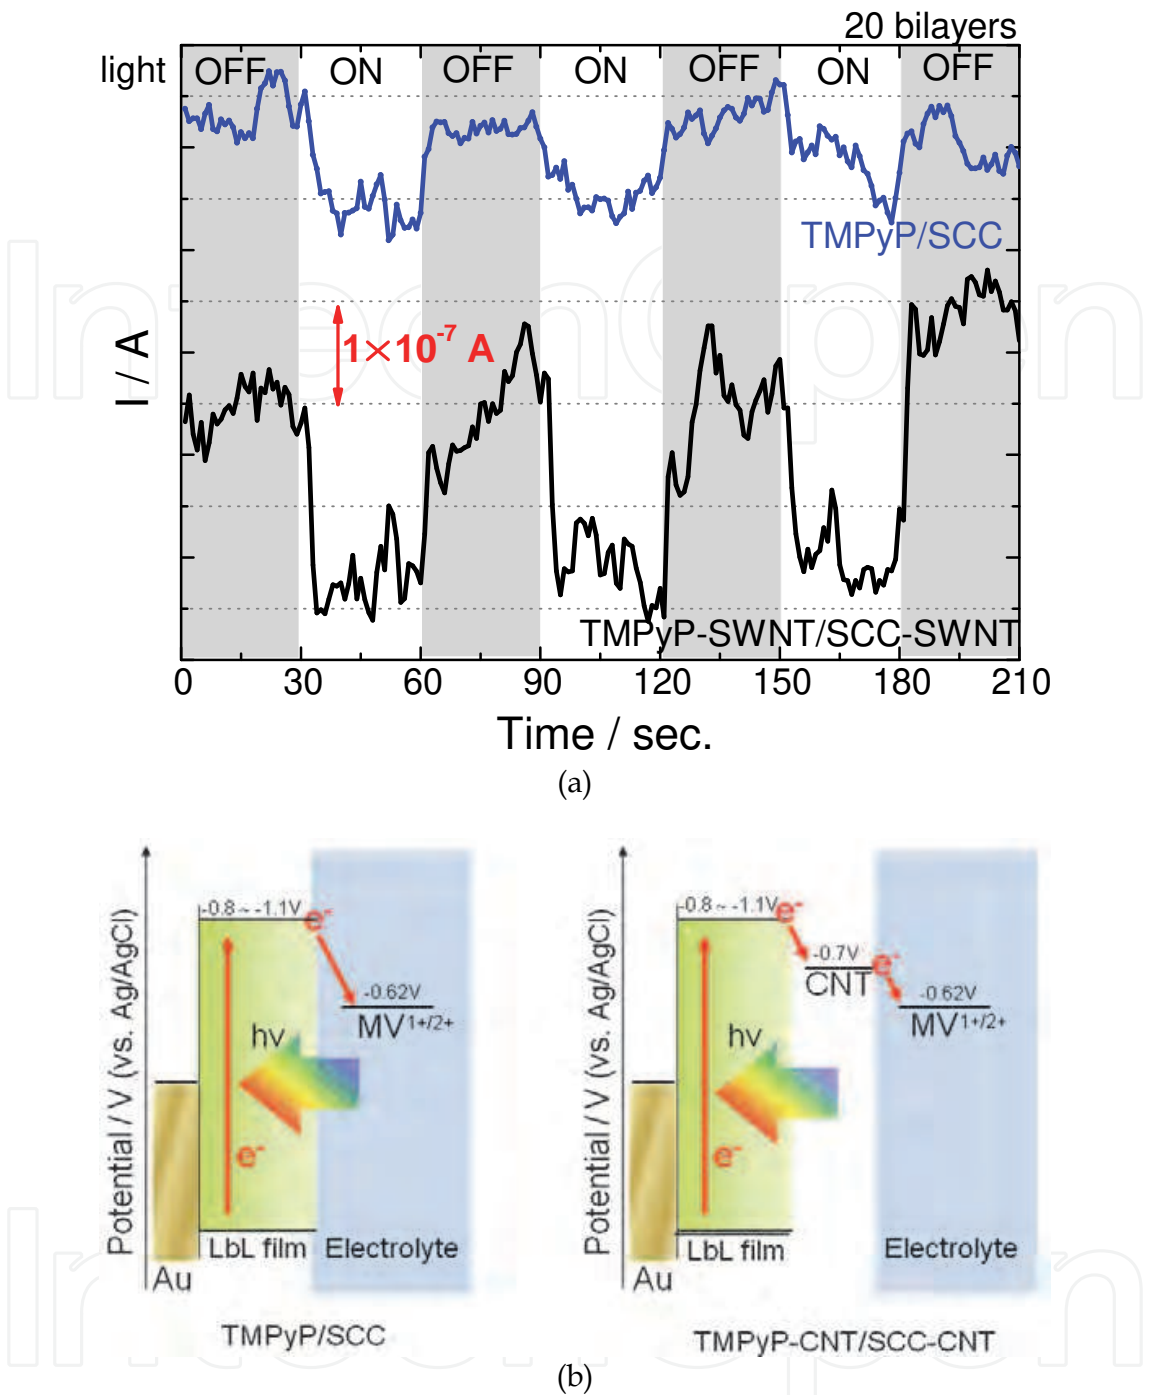 20 bilayers
light OFF ON OFF ON OFF ON OFF
TMPyP/SCC
1×10⁻⁷ A
I / A
TMPyP-SWNT/SCC-SWNT
0 30 60 90 120 150 180 210
Time / sec.
(a)
Potential / V (vs. Ag/AgCl)
-0.8 ~ -1.1V
e⁻
-0.62V
MV¹⁺/²⁺
hν
e⁻
LbL film
Electrolyte
Au
TMPyP/SCC
Potential / V (vs. Ag/AgCl)
-0.8 ~ -1.1V
e⁻
-0.7V
CNT
e⁻
-0.62V
MV¹⁺/²⁺
hν
e⁻
LbL film
Electrolyte
Au
TMPyP-CNT/SCC-CNT
(b)
IntechOpen
IntechOpen